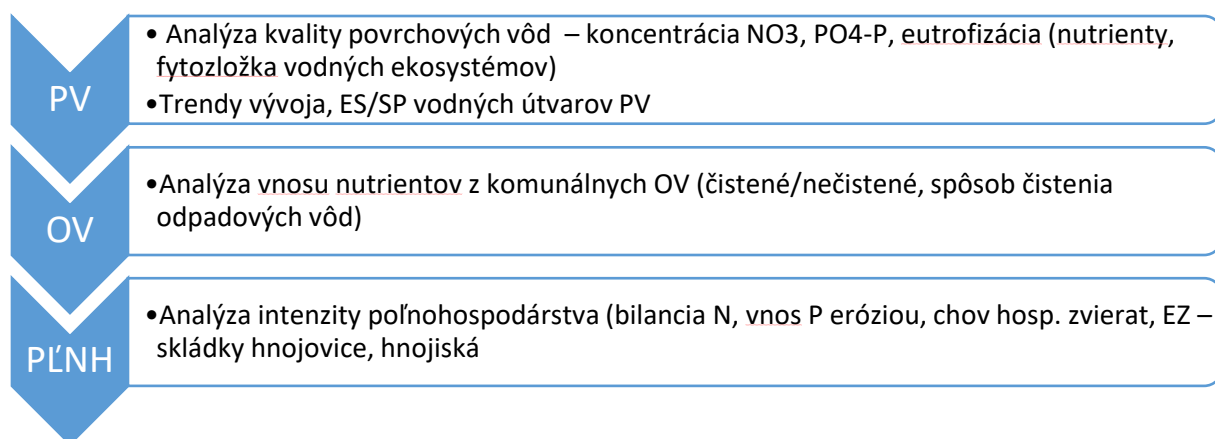 PV
• Analýza kvality povrchových vôd – koncentrácia NO3, PO4-P, eutrofizácia (nutrienty,
fytozložka vodných ekosystémov)
•Trendy vývoja, ES/SP vodných útvarov PV
OV
•Analýza vnosu nutrientov z komunálnych OV (čistené/nečistené, spôsob čistenia
odpadových vôd)
PĽNH
•Analýza intenzity poľnohospodárstva (bilancia N, vnos P eróziou, chov hosp. zvierat, EZ –
skládky hnojovice, hnojiská